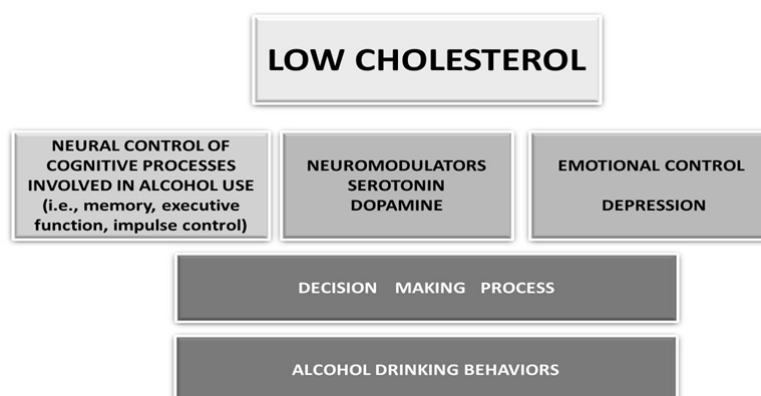 LOW CHOLESTEROL
NEURAL CONTROL OF
COGNITIVE PROCESSES
INVOLVED IN ALCOHOL USE
(i.e., memory, executive
function, impulse control)
NEUROMODULATORS
SEROTONIN
DOPAMINE
EMOTIONAL CONTROL
DEPRESSION
DECISION MAKING PROCESS
ALCOHOL DRINKING BEHAVIORS